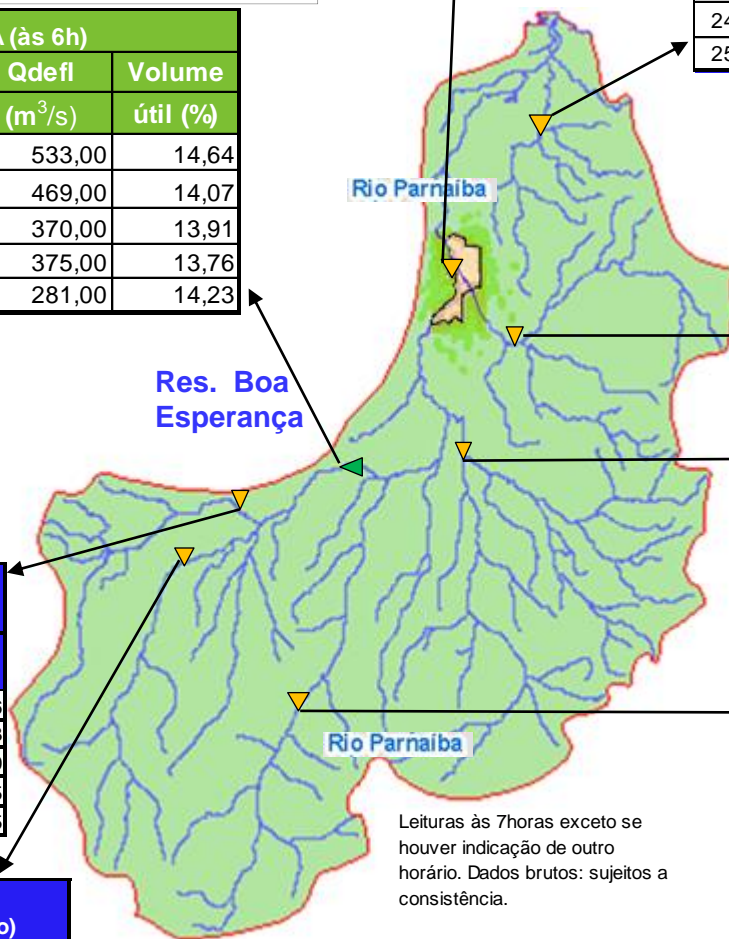 (às 6h)
Qdefl Volume
(m³/s) útil (%)
533,00 14,64
469,00 14,07
370,00 13,91
375,00 13,76
281,00 14,23
24
25
Rio Parnaíba
Res. Boa
Esperança
Rio Parnaíba
Leituras às 7horas exceto se
houver indicação de outro
horário. Dados brutos: sujeitos a
consistência.